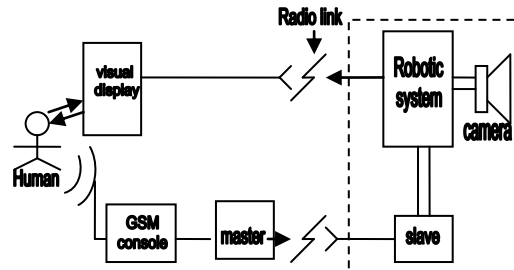 Radio link
visual
display
Robotic
system
camera
Human
GSM
console
master
slave